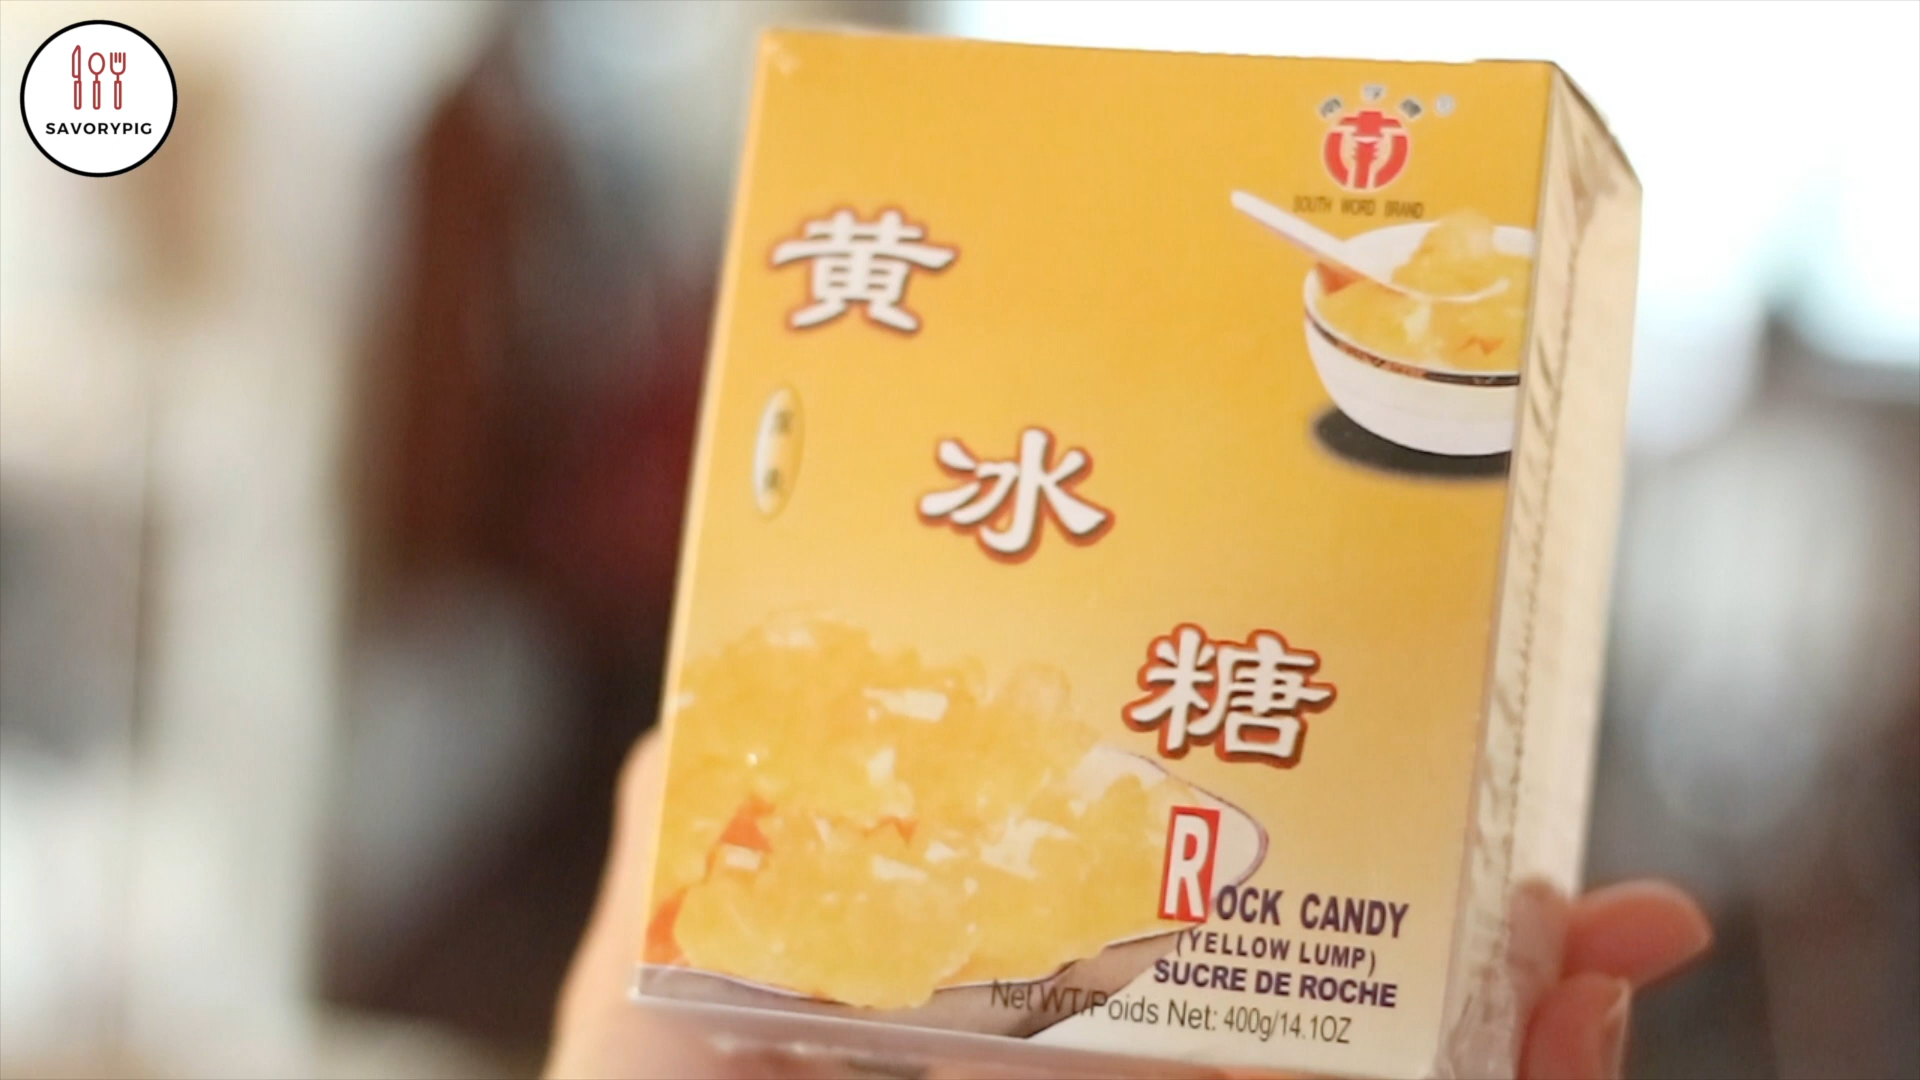 SAVORYPIG
SOUTH WORD BRAND
黄
冰
糖
ROCK CANDY
(YELLOW LUMP)
SUCRE DE ROCHE
Net WT/Poids Net: 400g/14.1OZ